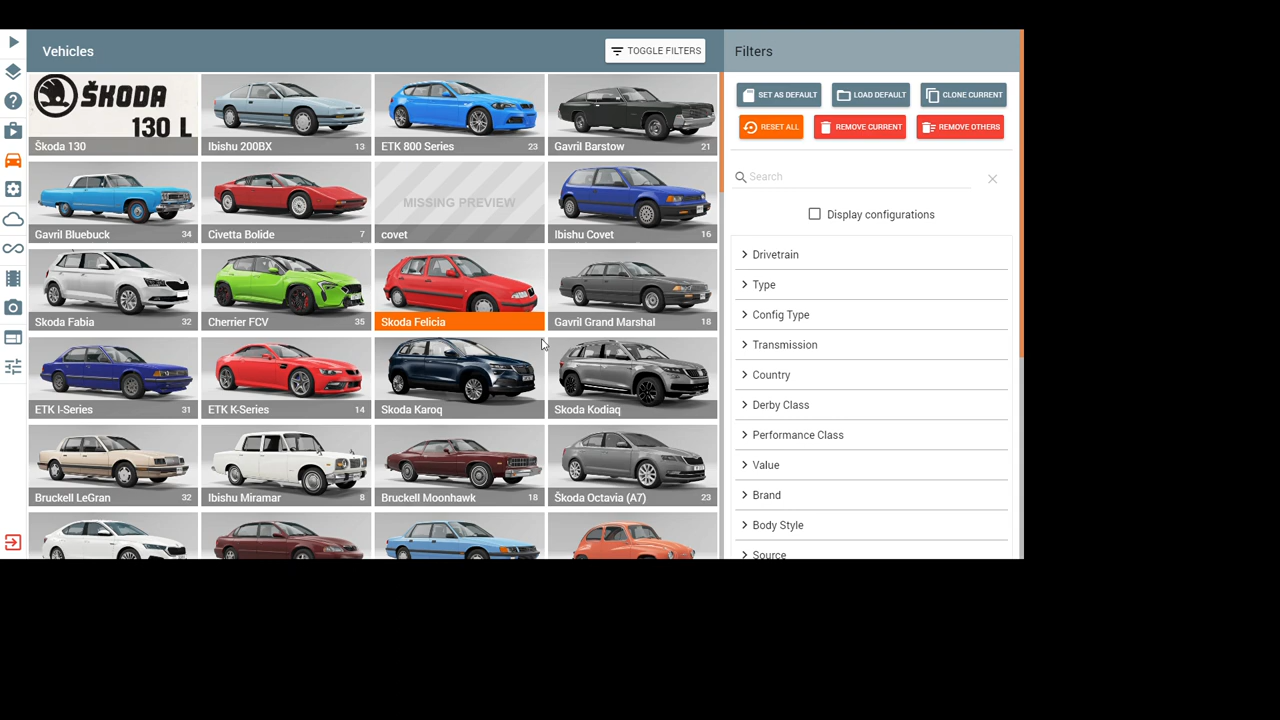 Vehicles
TOGGLE FILTERS
Filters
ŠKODA
130 L
Škoda 130
Ibishu 200BX 13
ETK 800 Series 23
Gavril Barstow 21
SET AS DEFAULT
LOAD DEFAULT
CLONE CURRENT
RESET ALL
REMOVE CURRENT
REMOVE OTHERS
Search
Display configurations
Gavril Bluebuck 34
Civetta Bolide 7
MISSING PREVIEW
covet
Ibishu Covet 16
Skoda Fabia 32
Cherrier FCV 35
Skoda Felicia
Gavril Grand Marshal 18
ETK I-Series 31
ETK K-Series 14
Skoda Karoq
Skoda Kodiaq
Bruckell LeGran 32
Ibishu Miramar 8
Bruckell Moonhawk 18
Škoda Octavia (A7) 23
Drivetrain
Type
Config Type
Transmission
Country
Derby Class
Performance Class
Value
Brand
Body Style
Source